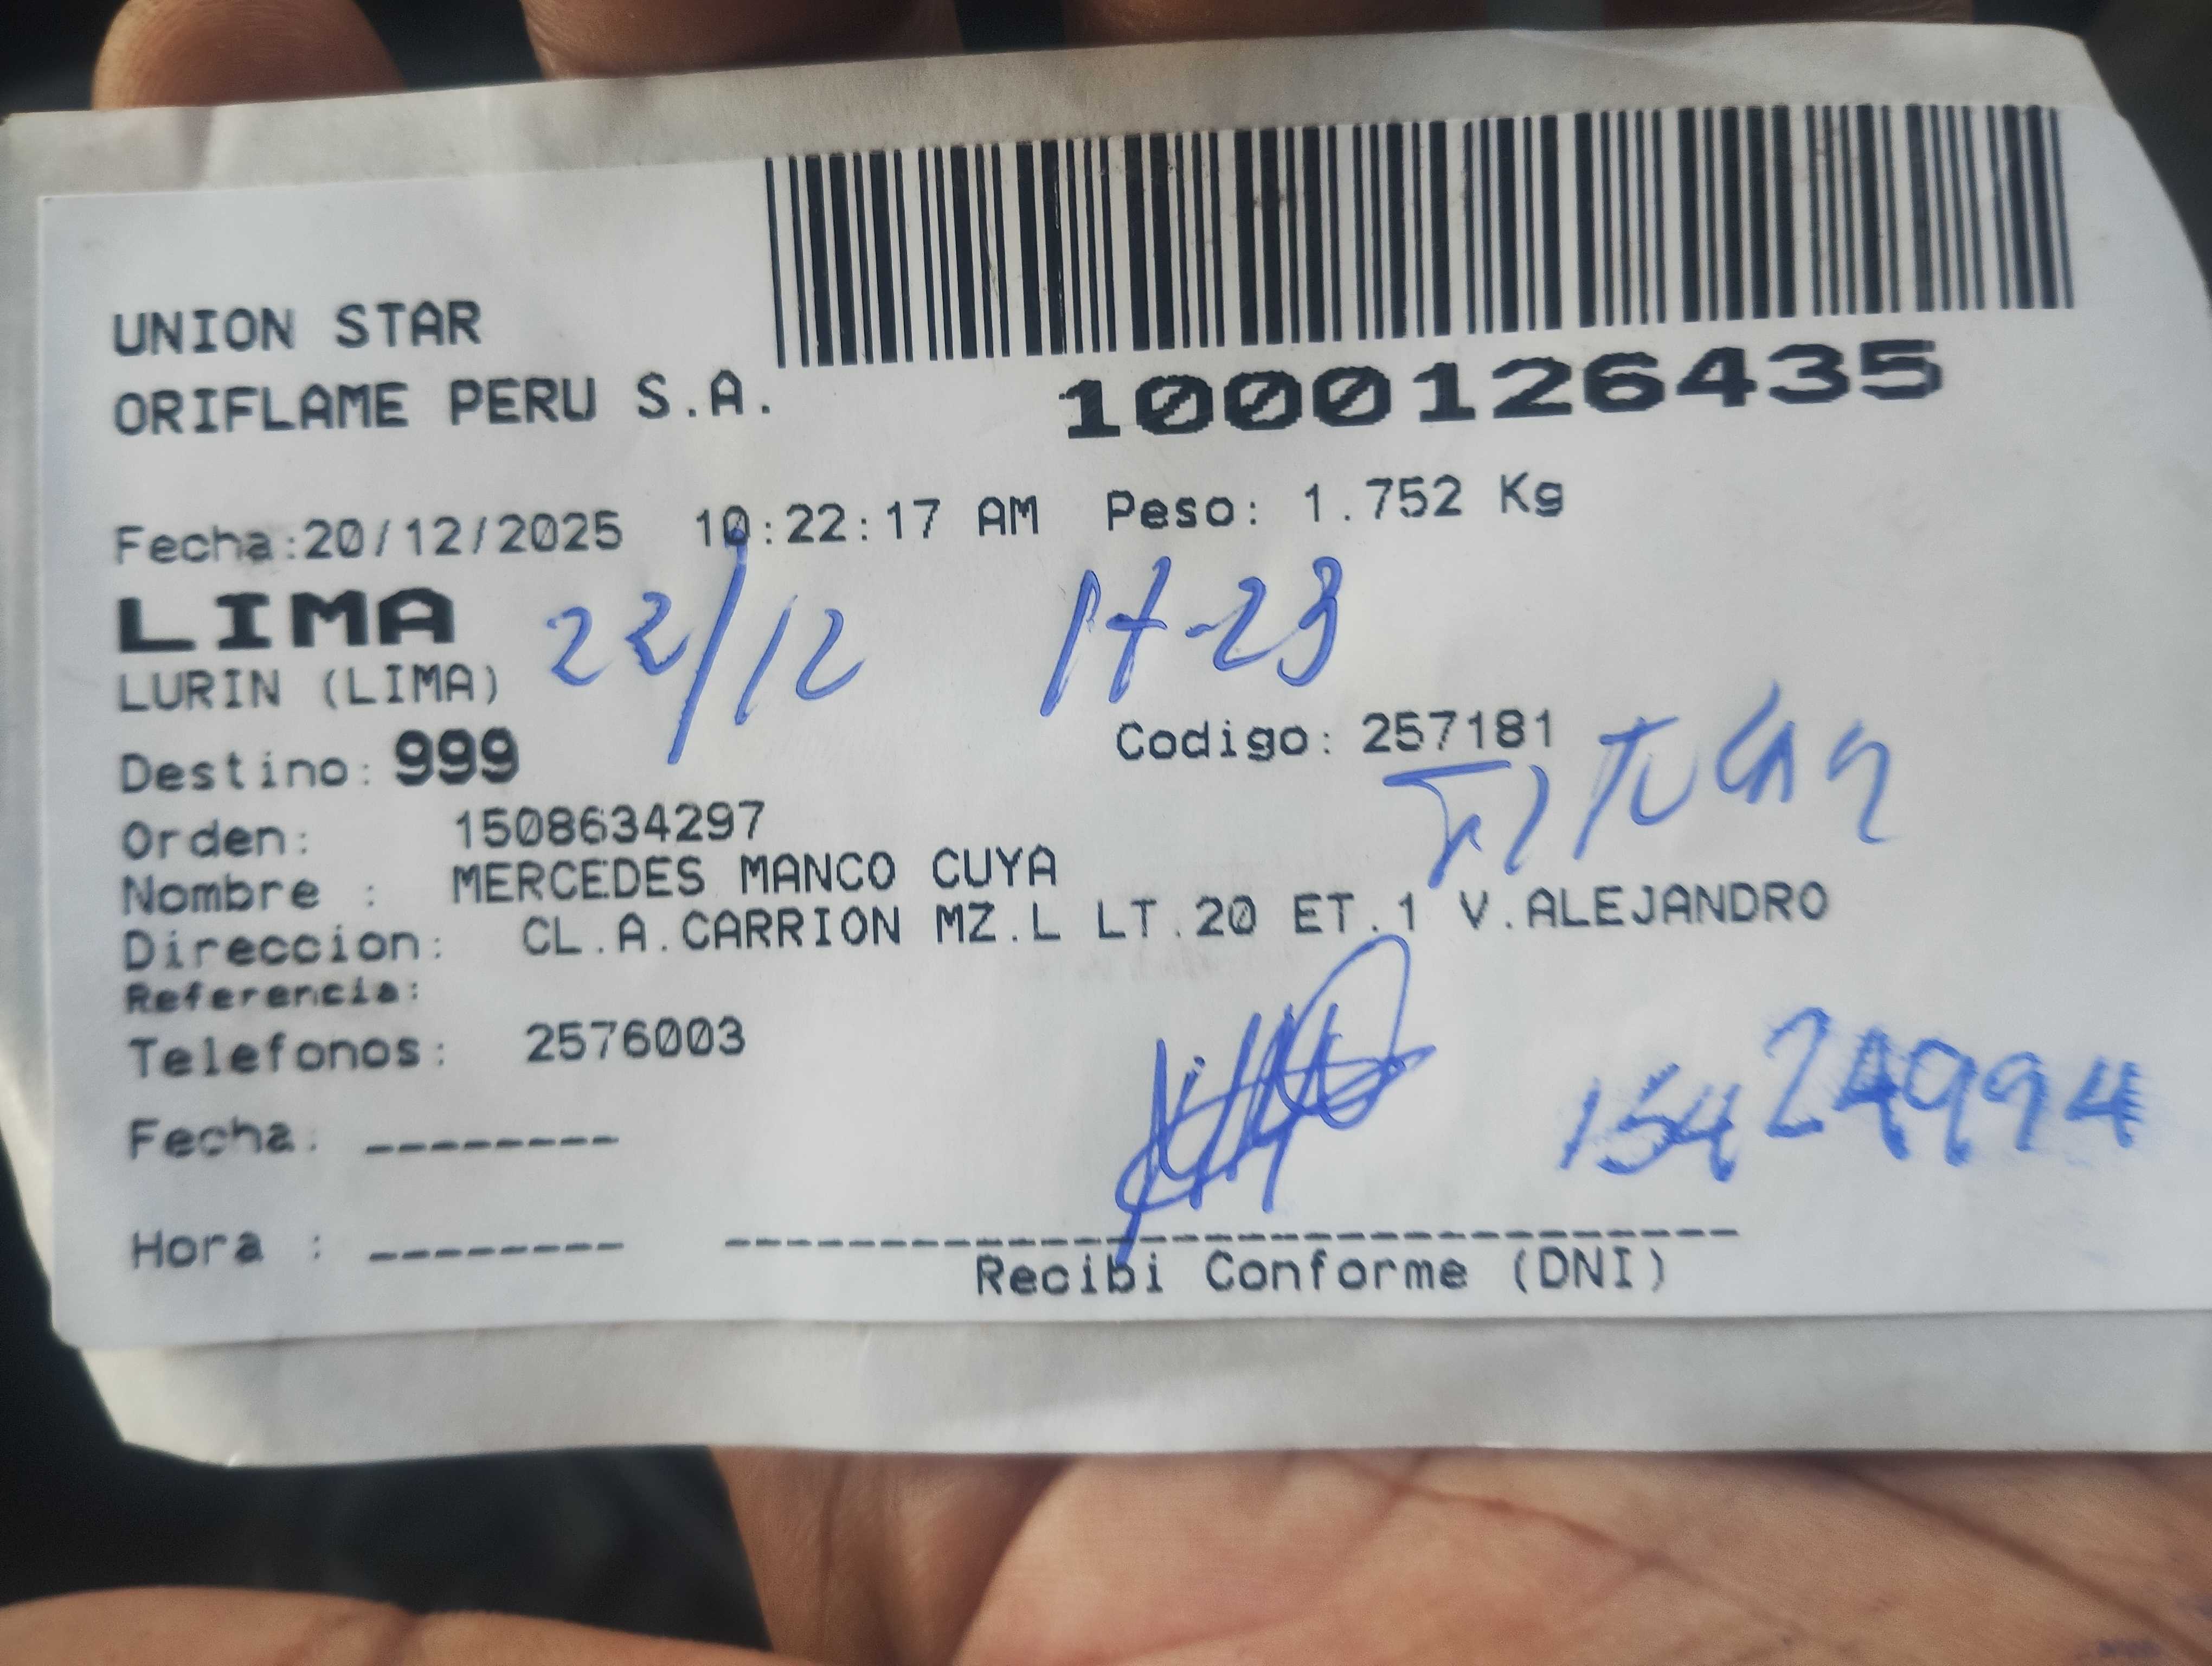 UNION STAR
ORIFLAME PERU S.A.
1000126435
Fecha:20/12/2025 10:22:17 AM Peso: 1.752 Kg
LIMA
22/12 17-23
LURIN (LIMA)
Destino: 999 Codigo: 257181
Titular
Orden: 1508634297
Nombre : MERCEDES MANCO CUYA
Direccion: CL.A.CARRION MZ.L LT.20 ET.1 V.ALEJANDRO
Referencia:
Telefonos: 2576003
15424994
Fecha: --------
Hora : --------
Recibi Conforme (DNI)